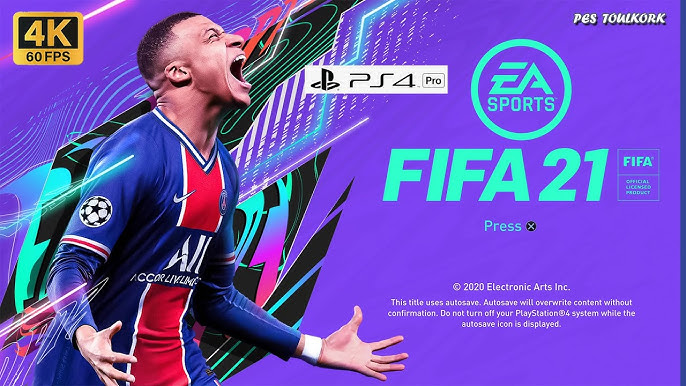 4K
60 FPS
PES TOULKORK
PS4 Pro
EA
SPORTS
FIFA 21
FIFA®
OFFICIAL
LICENSED
PRODUCT
Press
ALL
ACCOR LIVE LIMITLESS
© 2020 Electronic Arts Inc.
This title uses autosave. Autosave will overwrite content without
confirmation. Do not turn off your PlayStation®4 system while the
autosave icon is displayed.